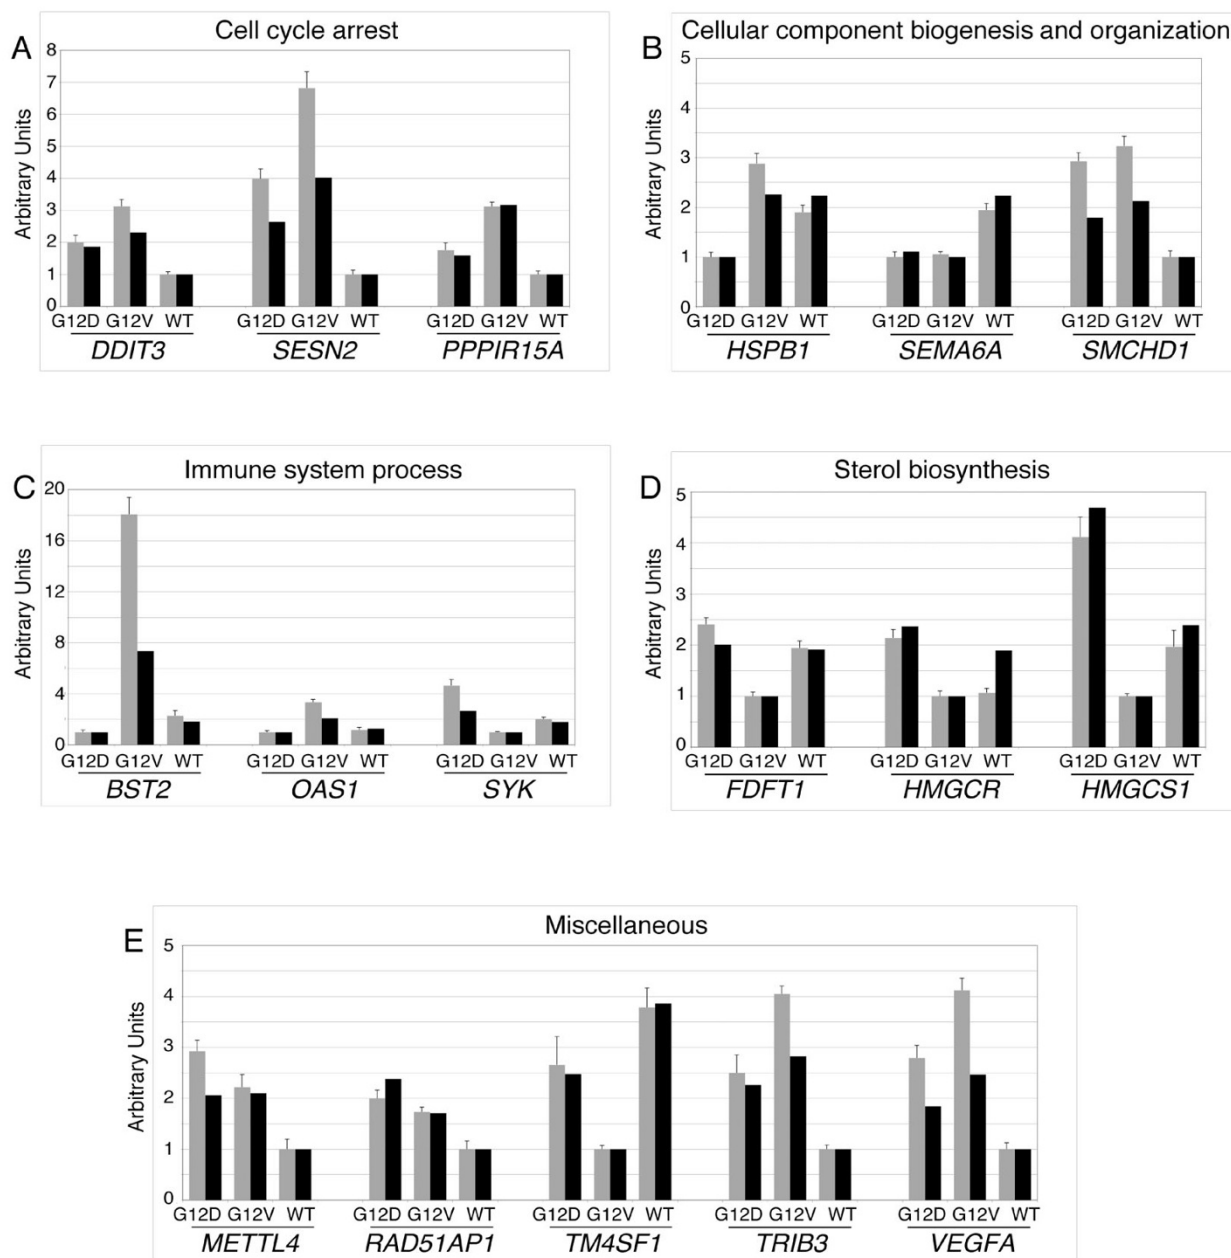 A
Cell cycle arrest
Arbitrary Units
8
7
6
5
4
3
2
1
0
G12D G12V WT G12D G12V WT G12D G12V WT
DDIT3 SESN2 PPPIR15A
B
Cellular component biogenesis and organization
Arbitrary Units
5
4
3
2
1
0
G12D G12V WT G12D G12V WT G12D G12V WT
HSPB1 SEMA6A SMCHD1
C
Immune system process
Arbitrary Units
20
16
12
8
4
0
G12D G12V WT G12D G12V WT G12D G12V WT
BST2 OAS1 SYK
D
Sterol biosynthesis
Arbitrary Units
5
4
3
2
1
0
G12D G12V WT G12D G12V WT G12D G12V WT
FDFT1 HMGCR HMGCS1
E
Miscellaneous
Arbitrary Units
5
4
3
2
1
0
G12D G12V WT G12D G12V WT G12D G12V WT G12D G12V WT G12D G12V WT
METTL4 RAD51AP1 TM4SF1 TRIB3 VEGFA